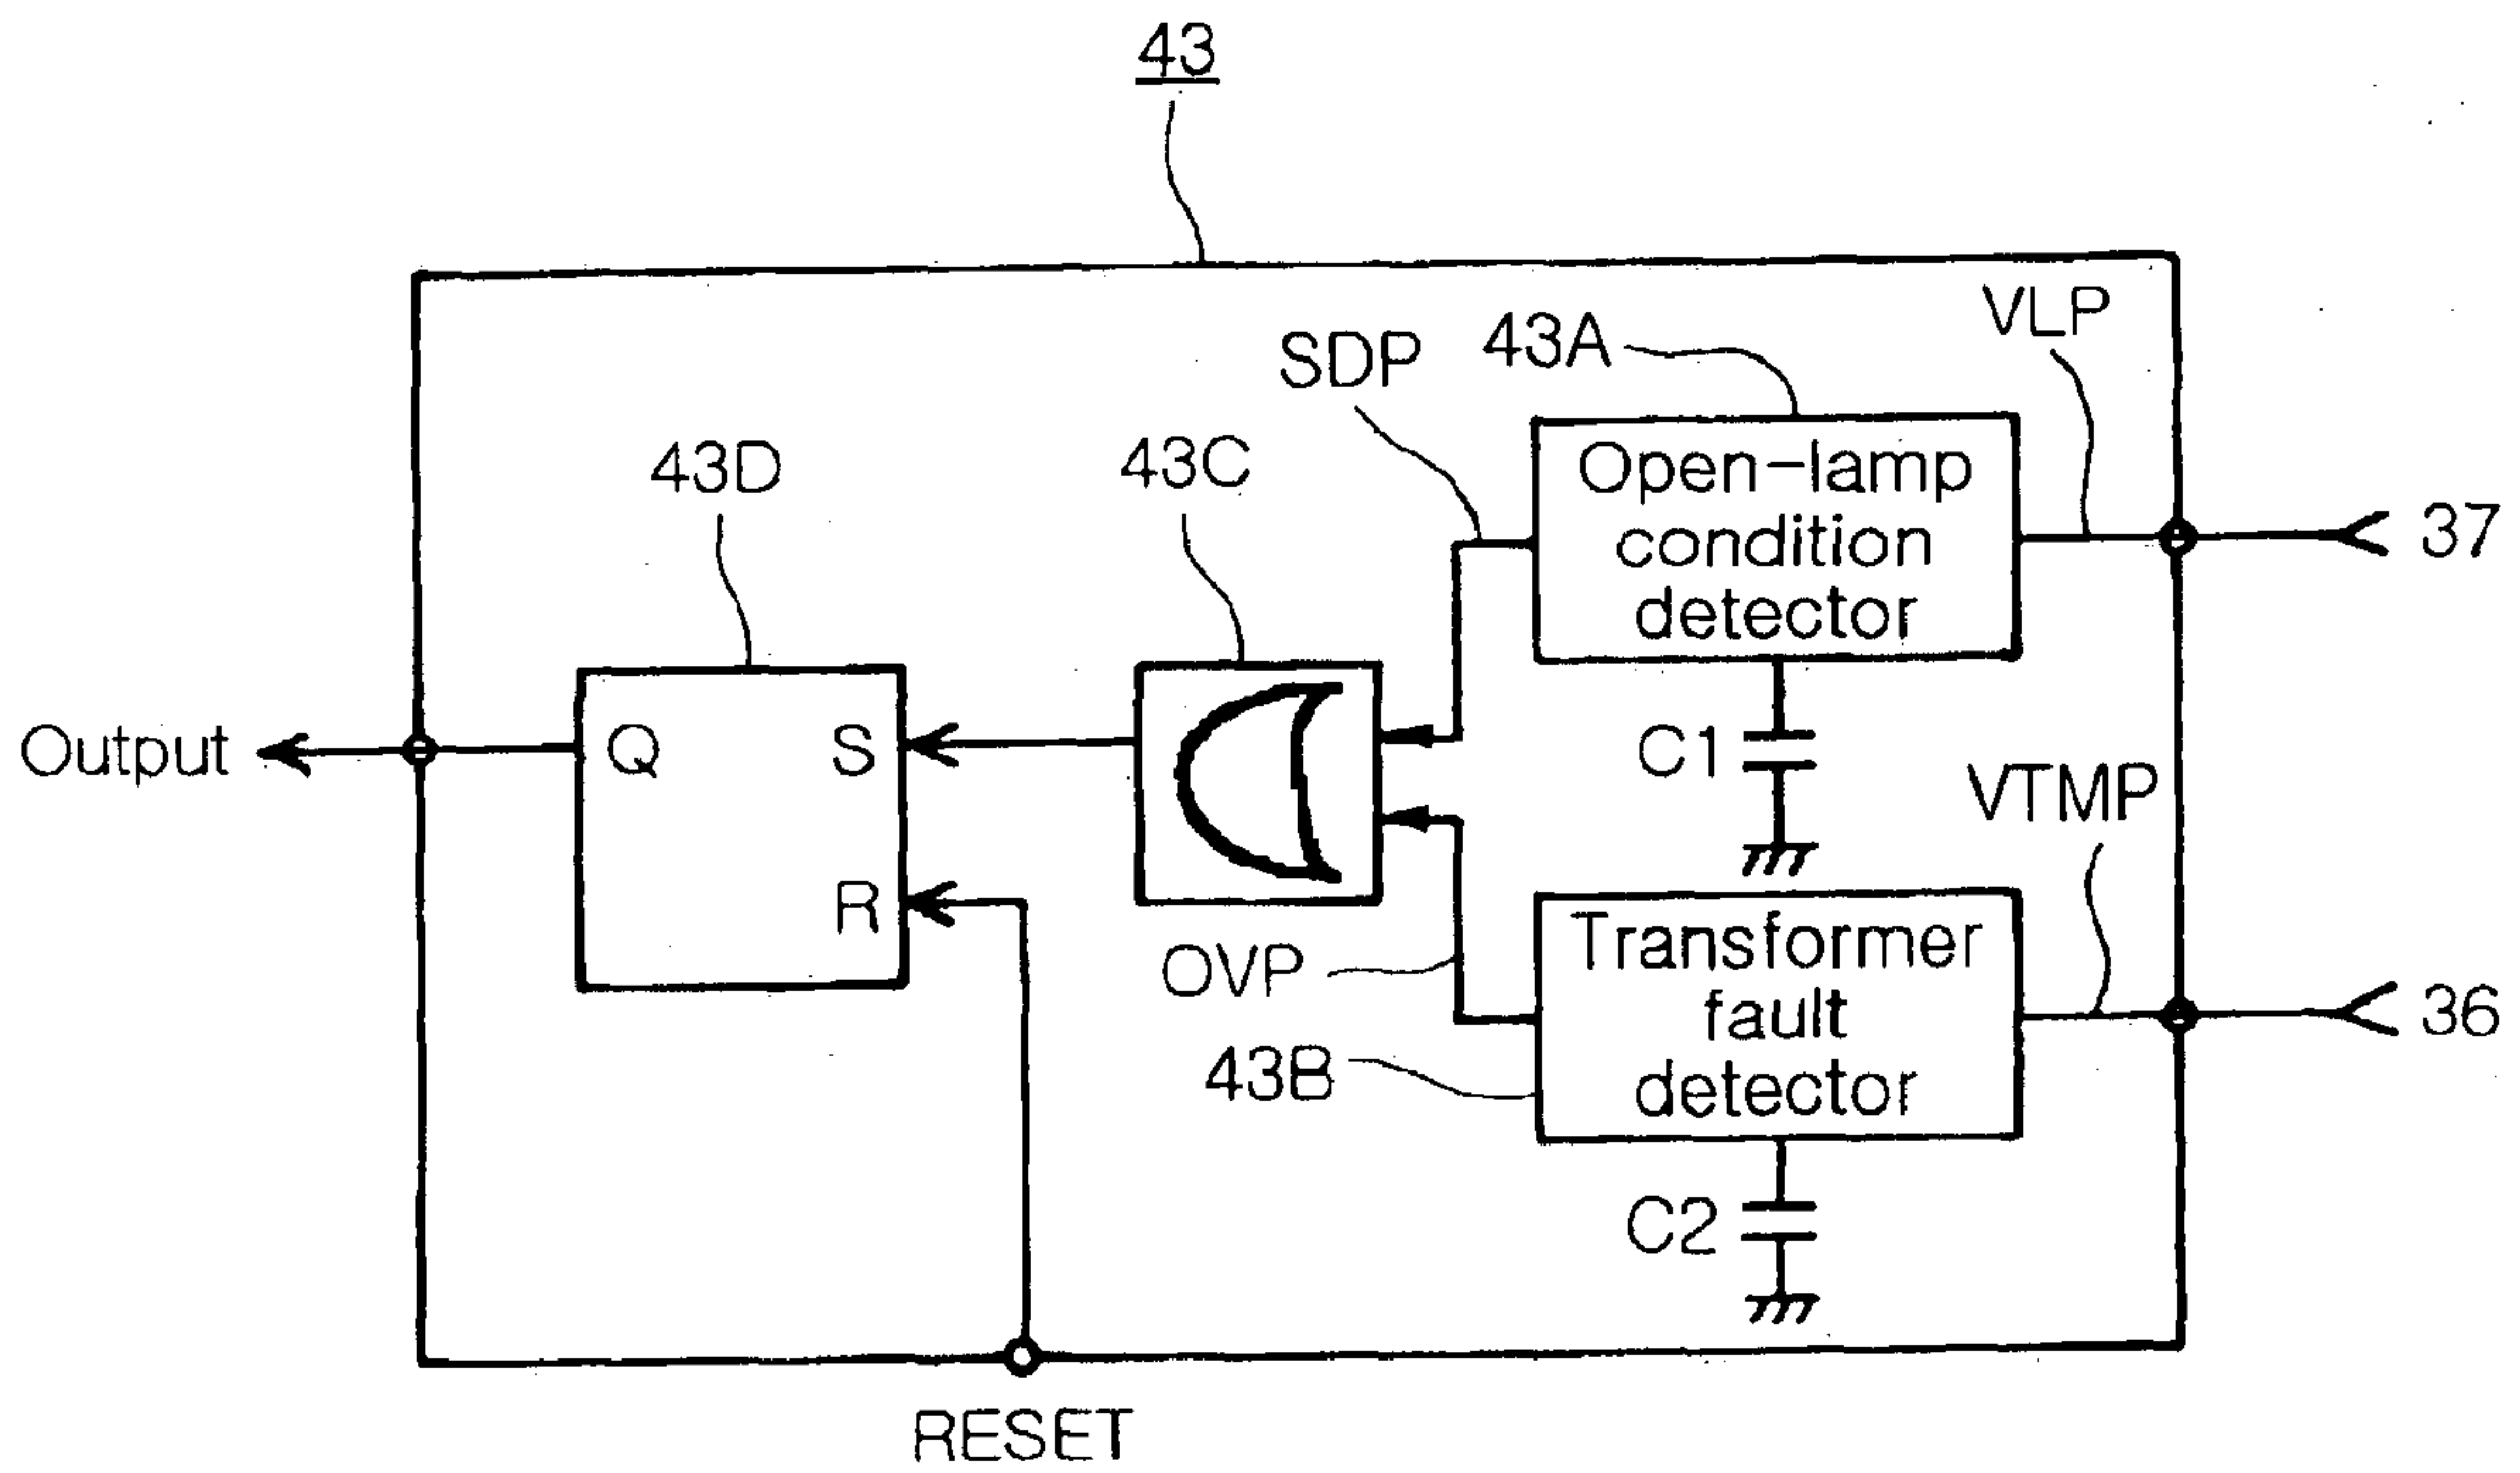 43
VLP
SDP
43A
43D
43C
Open-lamp
condition
detector
37
Output
Q
S
C1
VTMP
R
OVP
Transformer
fault
detector
36
43B
C2
RESET